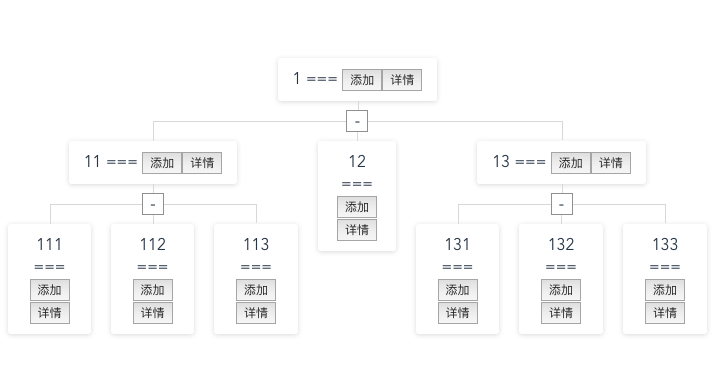 1 === 添加 详情
-
11 === 添加 详情
12
===
添加
详情
13 === 添加 详情
-
-
111
===
添加
详情
112
===
添加
详情
113
===
添加
详情
131
===
添加
详情
132
===
添加
详情
133
===
添加
详情